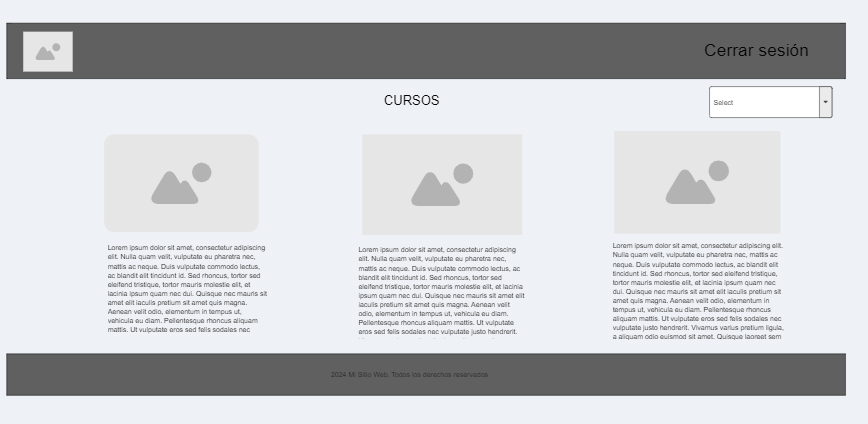 Cerrar sesión
CURSOS
Select
Lorem ipsum dolor sit amet, consectetur adipiscing
elit. Nulla quam velit, vulputate eu pharetra nec,
mattis ac neque. Duis vulputate commodo lectus,
ac blandit elit tincidunt id. Sed rhoncus, tortor sed
eleifend tristique, tortor mauris molestie elit, et
lacinia ipsum quam nec dui. Quisque nec mauris sit
amet elit iaculis pretium sit amet quis magna.
Aenean velit odio, elementum in tempus ut,
vehicula eu diam. Pellentesque rhoncus aliquam
mattis. Ut vulputate eros sed felis sodales nec
Lorem ipsum dolor sit amet, consectetur adipiscing
elit. Nulla quam velit, vulputate eu pharetra nec,
mattis ac neque. Duis vulputate commodo lectus, ac
blandit elit tincidunt id. Sed rhoncus, tortor sed
eleifend tristique, tortor mauris molestie elit, et lacinia
ipsum quam nec dui. Quisque nec mauris sit amet elit
iaculis pretium sit amet quis magna. Aenean velit
odio, elementum in tempus ut, vehicula eu diam.
Pellentesque rhoncus aliquam mattis. Ut vulputate
eros sed felis sodales nec vulputate justo hendrerit.
Lorem ipsum dolor sit amet, consectetur adipiscing elit.
Nulla quam velit, vulputate eu pharetra nec, mattis ac
neque. Duis vulputate commodo lectus, ac blandit elit
tincidunt id. Sed rhoncus, tortor sed eleifend tristique,
tortor mauris molestie elit, et lacinia ipsum quam nec
dui. Quisque nec mauris sit amet elit iaculis pretium sit
amet quis magna. Aenean velit odio, elementum in
tempus ut, vehicula eu diam. Pellentesque rhoncus
aliquam mattis. Ut vulputate eros sed felis sodales nec
vulputate justo hendrerit. Vivamus varius pretium ligula,
a aliquam odio euismod sit amet. Quisque laoreet sem
2024 Mi Sitio Web. Todos los derechos reservados